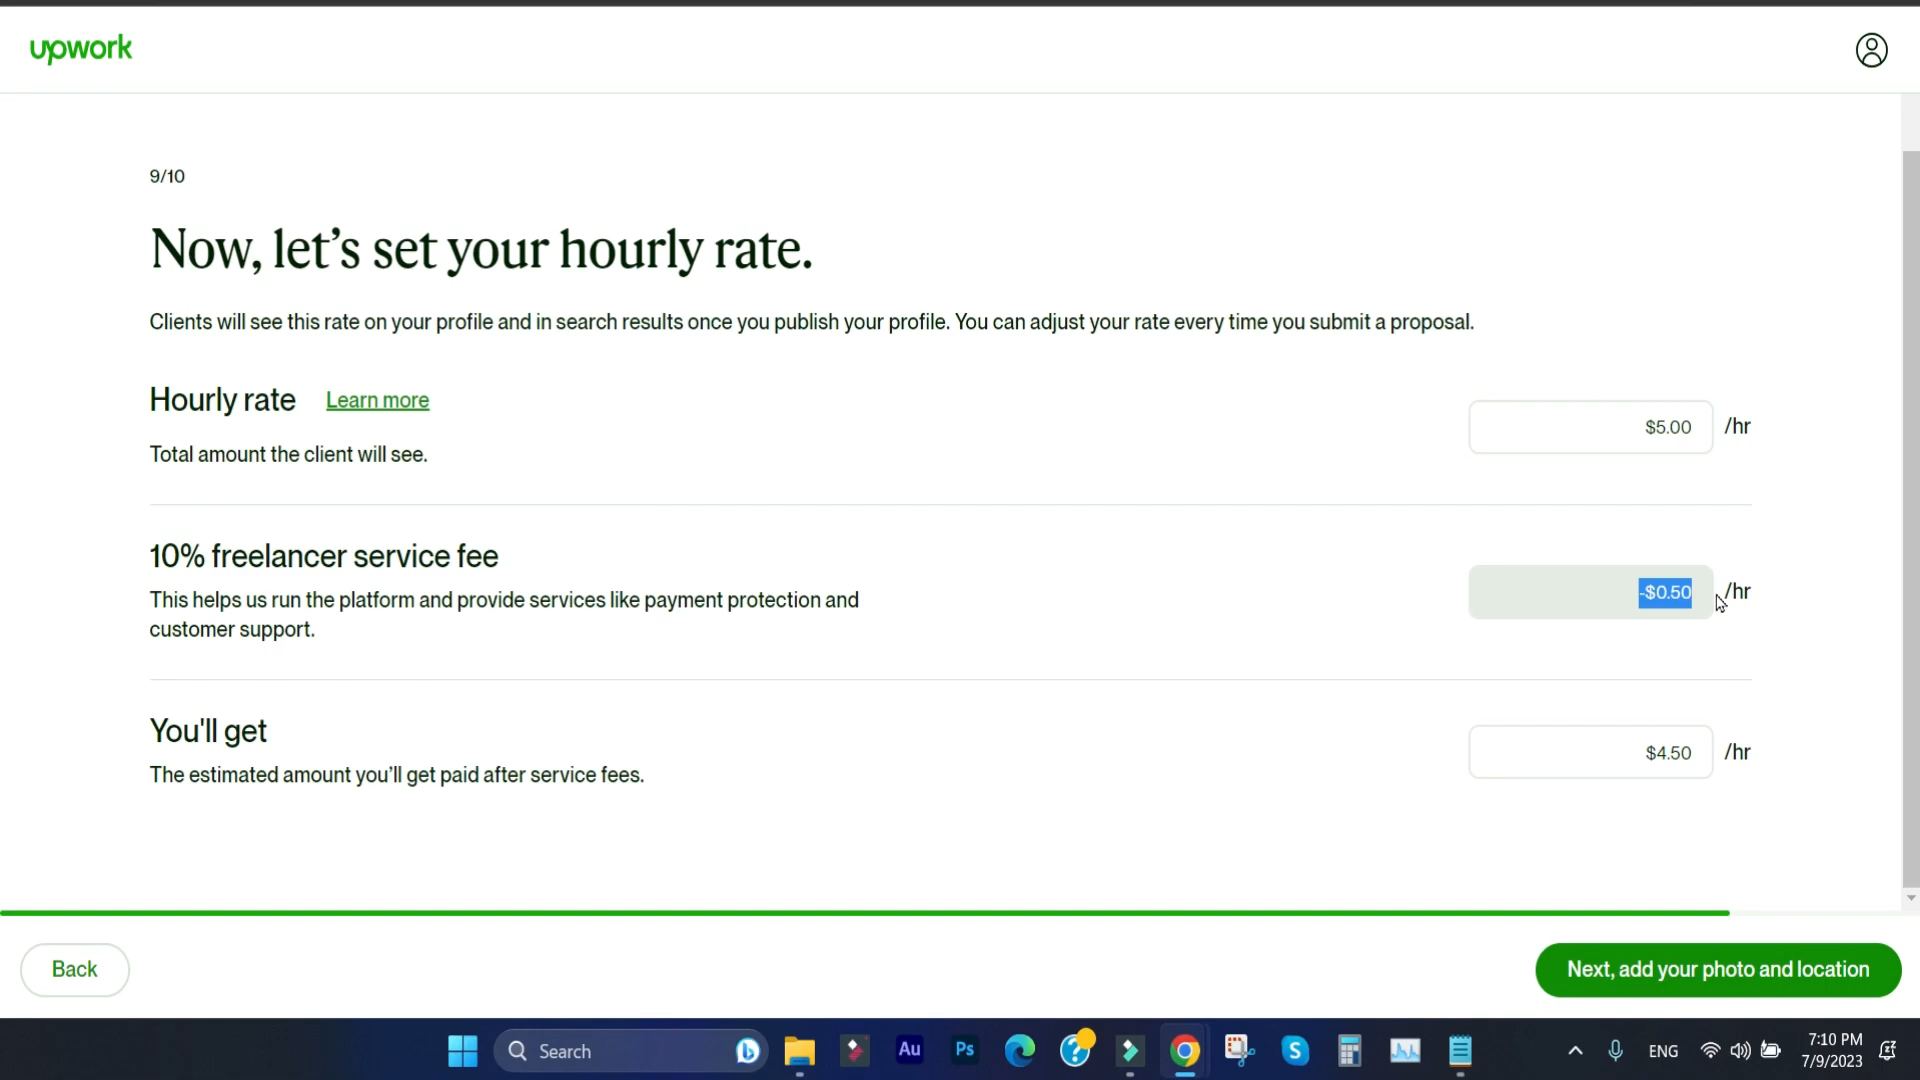 upwork
9/10
Now, let’s set your hourly rate.
Clients will see this rate on your profile and in search results once you publish your profile. You can adjust your rate every time you submit a proposal.
Hourly rate Learn more
$5.00 /hr
Total amount the client will see.
10% freelancer service fee
-$0.50 /hr
This helps us run the platform and provide services like payment protection and
customer support.
You'll get
$4.50 /hr
The estimated amount you’ll get paid after service fees.
Back
Next, add your photo and location
Search
Au
Ps
S
ENG
7:10 PM
7/9/2023